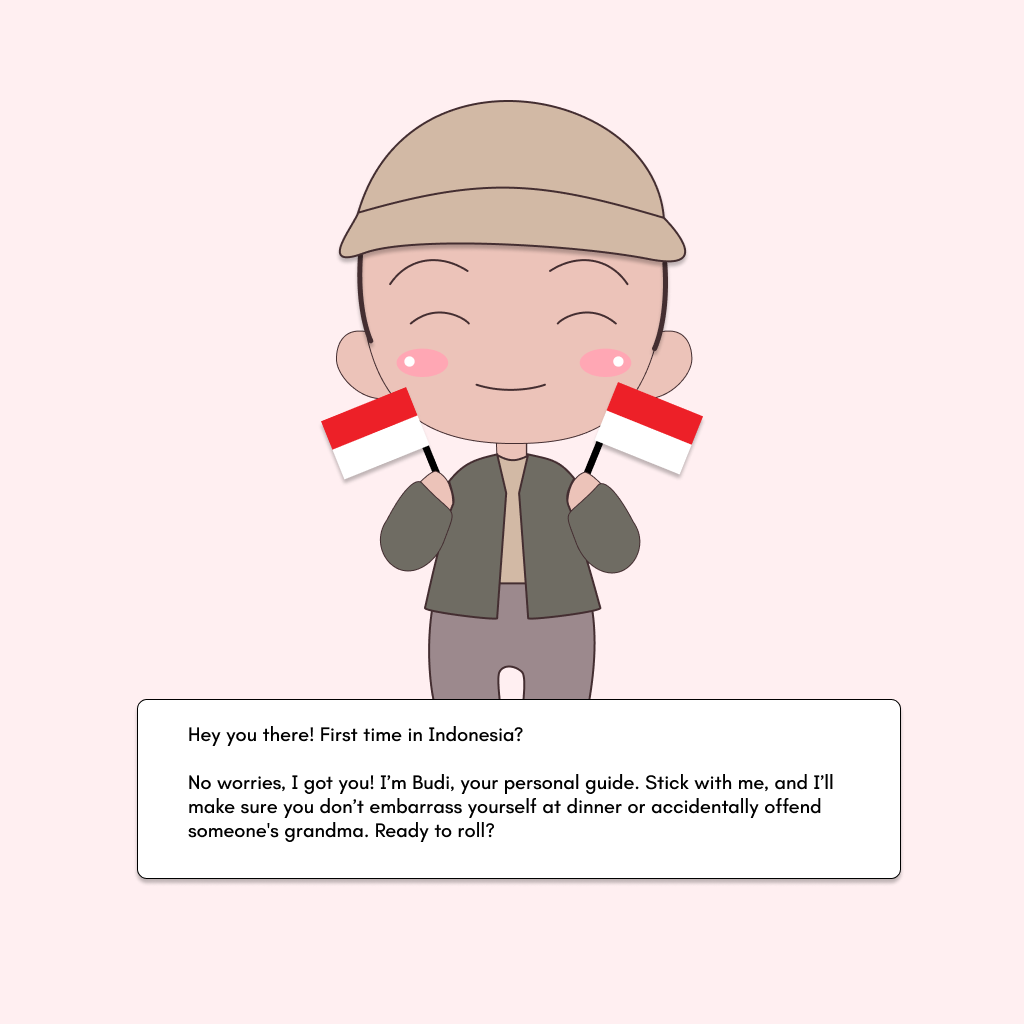 Hey you there! First time in Indonesia?
No worries, I got you! I’m Budi, your personal guide. Stick with me, and I’ll
make sure you don’t embarrass yourself at dinner or accidentally offend
someone's grandma. Ready to roll?